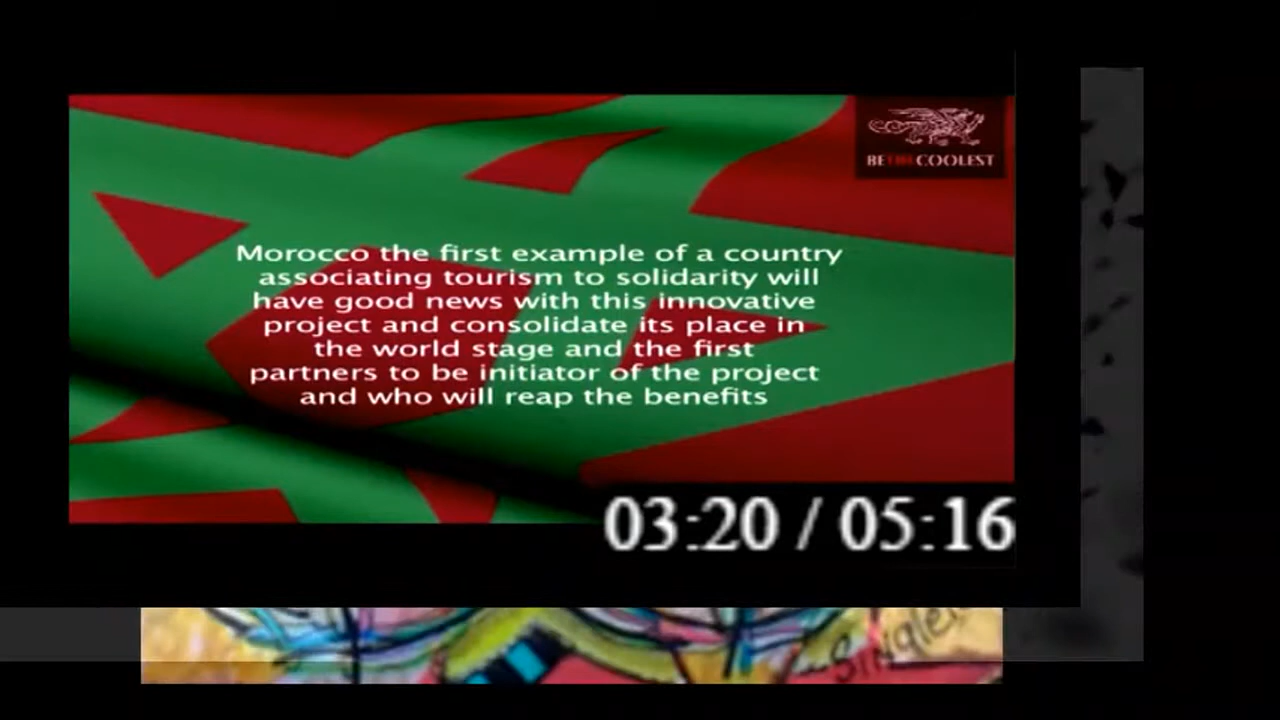 BETHECOOLEST
Morocco the first example of a country
associating tourism to solidarity will
have good news with this innovative
project and consolidate its place in
the world stage and the first
partners to be initiator of the project
and who will reap the benefits
03:20 / 05:16